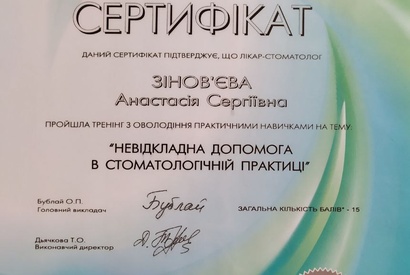 СЕРТИФІКАТ
ДАНИЙ СЕРТИФІКАТ ПІДТВЕРДЖУЄ, ЩО ЛІКАР-СТОМАТОЛОГ
ЗІНОВ'ЄВА
Анастасія Сергіївна
ПРОЙШЛА ТРЕНІНГ З ОВОЛОДІННЯ ПРАКТИЧНИМИ НАВИЧКАМИ НА ТЕМУ:
"НЕВІДКЛАДНА ДОПОМОГА
В СТОМАТОЛОГІЧНІЙ ПРАКТИЦІ"
Бублай О.П.
Головний викладач
Бублай
ЗАГАЛЬНА КІЛЬКІСТЬ БАЛІВ* - 15
Дьячкова Т.О.
Виконавчий директор